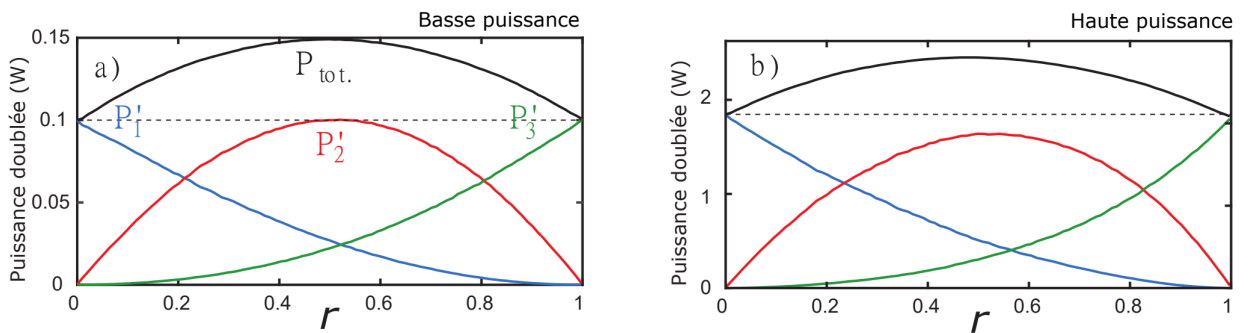 Basse puissance
Puissance doublée (W)
0.15
0.1
0.05
0
a)
P tot.
P'1
P'2
P'3
0 0.2 0.4 0.6 0.8 1
r
Haute puissance
Puissance doublée (W)
2
1
0
b)
0 0.2 0.4 0.6 0.8 1
r